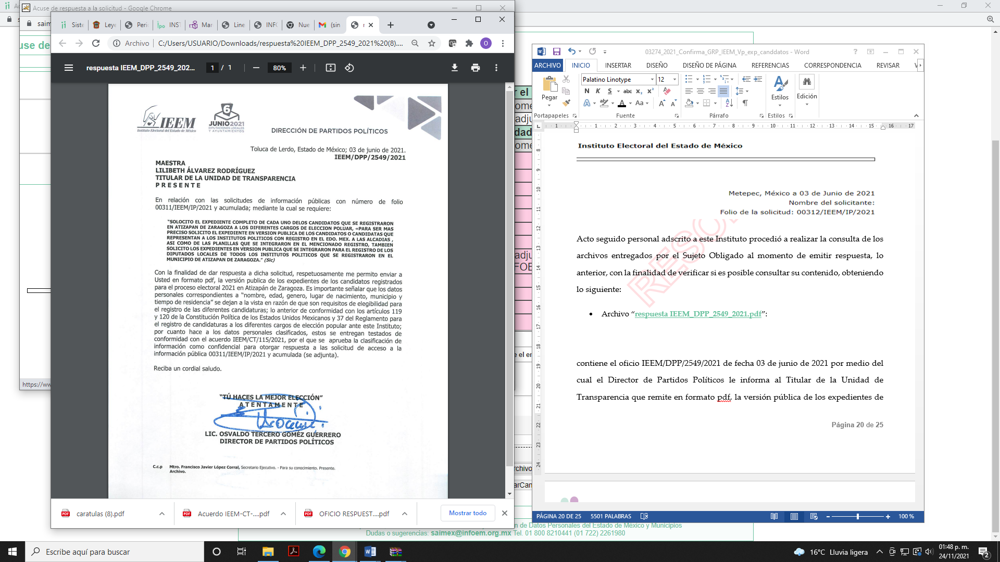 Acuse de respuesta a la solicitud - Google Chrome
saim
Siste
Leye
Peri
INST
Mar
Line
INFO
Nue
(sin
Archivo
C:/Users/USUARIO/Downloads/respuesta%20IEEM_DPP_2549_2021%20(8)....
respuesta IEEM_DPP_2549_202...
1 / 1
80%
IEEM
Instituto Electoral del Estado de México
6
JUNIO2021
DIPUTACIONES LOCALES
Y AYUNTAMIENTOS
DIRECCIÓN DE PARTIDOS POLÍTICOS
Toluca de Lerdo, Estado de México; 03 de junio de 2021.
IEEM/DPP/2549/2021
MAESTRA
LILIBETH ÁLVAREZ RODRÍGUEZ
TITULAR DE LA UNIDAD DE TRANSPARENCIA
P R E S E N T E
En relación con las solicitudes de información públicas con número de folio
00311/IEEM/IP/2021 y acumulada; mediante la cual se requiere:
"SOLOCITO EL EXPEDIENTE COMPLETO DE CADA UNO DELOS CANDIDATOS QUE SE REGISTRARON
EN ATIZAPAN DE ZARAGOZA A LOS DIFERENTES CARGOS DE ELECCION POLUAR, «PARA SER MAS
PRECISO SOLICITO EL EXPEDIENTE EN VERSION PUBLICA DE LOS CANDIDATOS O CANDIDATAS QUE
REPRESENTAN A LOS INSTITUTOS POLITICOS CON REGISTRO EN EL EDO. MEX. A LAS ALCADIAS ,
ASI COMO DE LAS PLANILLAS QUE SE INTEGRARON EN EL MENCIONADO REGISTRO, TAMBIEN
SOLICITO LOS EXPEDIENTES EN VERSION PUBLICA QUE SE INTEGRARON PARA EL REGISTRO DE LOS
DIPUTADOS LOCALES DE TODOS LOS INSTITUTOS POLITICOS QUE SE REGISTRARON EN EL
MUNICIPIO DE ATIZAPAN DE ZARAGOZA." (Sic)
Con la finalidad de dar respuesta a dicha solicitud, respetuosamente me permito enviar a
Usted en formato pdf, la versión publica de los expedientes de los candidatos registrados
para el proceso electoral 2021 en Atizapán de Zaragoza. Es importante señalar que los datos
personales correspondientes a "nombre, edad, genero, lugar de nacimiento, municipio y
tiempo de residencia" se dejan a la vista en razón de que son requisitos de elegibilidad para
el registro de las diferentes candidaturas; lo anterior de conformidad con los artículos 119
y 120 de la Constitución Política de los Estados Unidos Mexicanos y 37 del Reglamento para
el registro de candidaturas a los diferentes cargos de elección popular ante este Instituto;
por cuanto hace a los datos personales clasificados, estos se entregan testados de
conformidad con el acuerdo IEEM/CT/115/2021, por el que se aprueba la clasificación de
información como confidencial para otorgar respuesta a las solicitud de acceso a la
información pública 00311/IEEM/IP/2021 y acumulada (se adjunta).
Reciba un cordial saludo.
"TÚ HACES LA MEJOR ELECCIÓN"
A T E N T A M E N T E
LIC. OSVALDO TERCERO GÓMEZ GUERRERO
DIRECTOR DE PARTIDOS POLÍTICOS
C.c.p Mtro. Francisco Javier López Corral, Secretario Ejecutivo. - Para su conocimiento. Presente.
Archivo.
caratulas (8).pdf
Acuerdo IEEM-CT-....pdf
OFICIO RESPUEST....pdf
Mostrar todo
03274_2021_Confirma_GRP_IEEM_Vp_exp_canddatos - Word
ARCHIVO INICIO INSERTAR DISEÑO DISEÑO DE PÁGINA REFERENCIAS CORRESPONDENCIA REVISAR
Palatino Linotype 12
Pegar
N K S abc x₂ x²
Estilos
Edición
Portapapeles Fuente Párrafo Estilos
Instituto Electoral del Estado de México
Metepec, México a 03 de Junio de 2021
Nombre del solicitante:
Folio de la solicitud: 00312/IEEM/IP/2021
Acto seguido personal adscrito a este Instituto procedió a realizar la consulta de los
archivos entregados por el Sujeto Obligado al momento de emitir respuesta, lo
anterior, con la finalidad de verificar si es posible consultar su contenido, obteniendo
lo siguiente:
• Archivo “respuesta IEEM_DPP_2549_2021.pdf”:
contiene el oficio IEEM/DPP/2549/2021 de fecha 03 de junio de 2021 por medio del
cual el Director de Partidos Políticos le informa al Titular de la Unidad de
Transparencia que remite en formato pdf, la versión pública de los expedientes de
Página 20 de 25
PÁGINA 20 DE 25 5501 PALABRAS
100 %
n de Datos Personales del Estado de México y Municipios
Dudas o sugerencias: saimex@infoem.org.mx Tel. 01 800 8210441 (01 722) 2261980
Escribe aquí para buscar
16°C Lluvia ligera
01:48 p. m.
24/11/2021
2